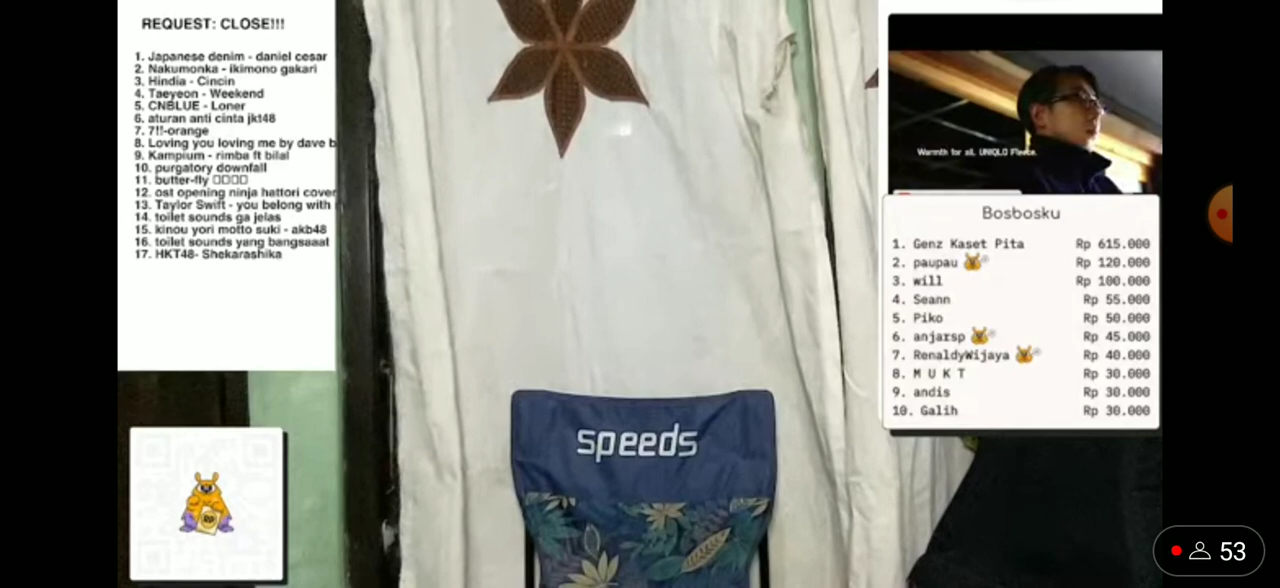 REQUEST: CLOSE!!!
1. Japanese denim - daniel cesar
2. Nakumonka - ikimono gakari
3. Hindia - Cincin
4. Taeyeon - Weekend
5. CNBLUE - Loner
6. aturan anti cinta jkt48
7. 7!!-orange
8. Loving you loving me by dave b
9. Kampium - rimba ft bilal
10. purgatory downfall
11. butter-fly
12. ost opening ninja hattori cover
13. Taylor Swift - you belong with
14. toilet sounds ga jelas
15. kinou yori motto suki - akb48
16. toilet sounds yang bangsaaat
17. HKT48- Shekarashika
speeds
Warmth for all. UNIQLO Fleece.
Bosbosku
1. Genz Kaset Pita Rp 615.000
2. paupau Rp 120.000
3. will Rp 100.000
4. Seann Rp 55.000
5. Piko Rp 50.000
6. anjarsp Rp 45.000
7. RenaldyWijaya Rp 40.000
8. M U K T Rp 30.000
9. andis Rp 30.000
10. Galih Rp 30.000
53